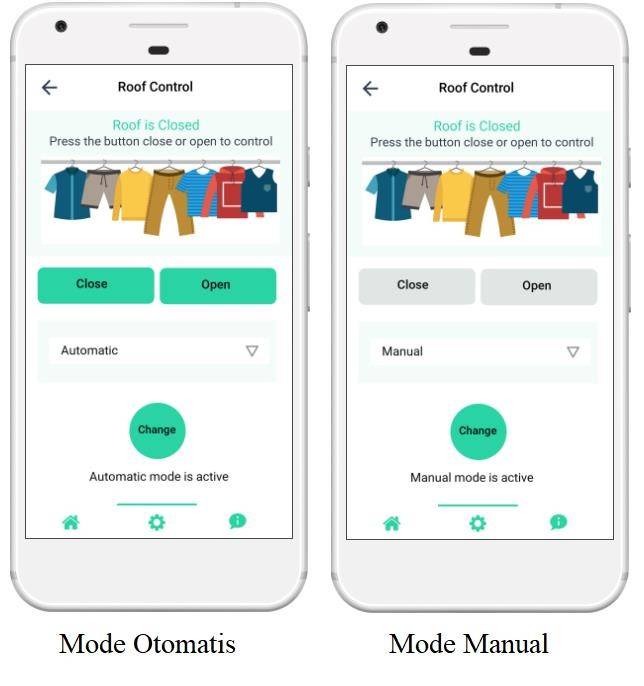 Roof Control
Roof is Closed
Press the button close or open to control
Close
Open
Automatic
Change
Automatic mode is active
Mode Otomatis
Roof Control
Roof is Closed
Press the button close or open to control
Close
Open
Manual
Change
Manual mode is active
Mode Manual